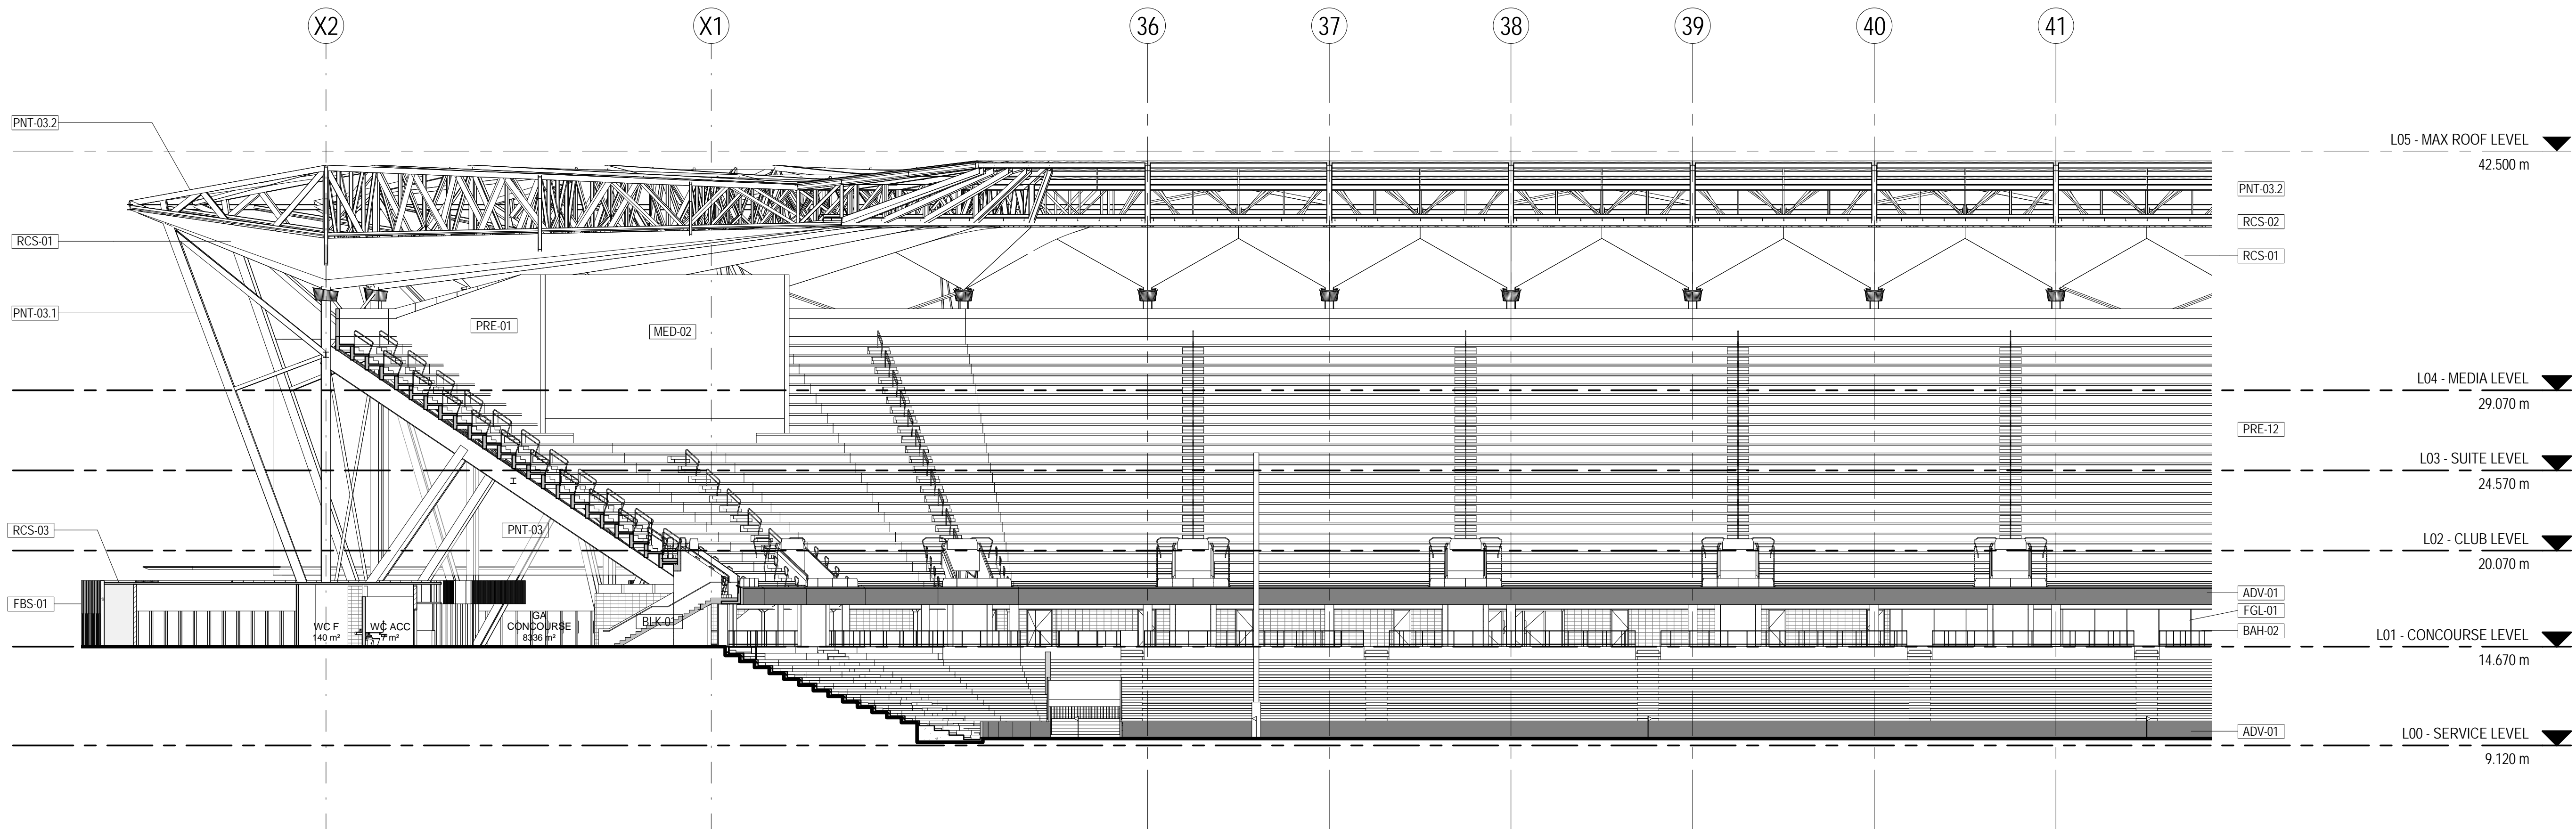 X2
X1
36
37
38
39
40
41
PNT-03.2
L05 - MAX ROOF LEVEL
42.500 m
PNT-03.2
RCS-02
RCS-01
RCS-01
PNT-03.1
PRE-01
MED-02
L04 - MEDIA LEVEL
29.070 m
PRE-12
L03 - SUITE LEVEL
24.570 m
RCS-03
PNT-03
L02 - CLUB LEVEL
20.070 m
FBS-01
ADV-01
FGL-01
BAH-02
WC F
140 m²
WC ACC
7 m²
GA
CONCOURSE
8336 m²
BLK-01
L01 - CONCOURSE LEVEL
14.670 m
ADV-01
L00 - SERVICE LEVEL
9.120 m